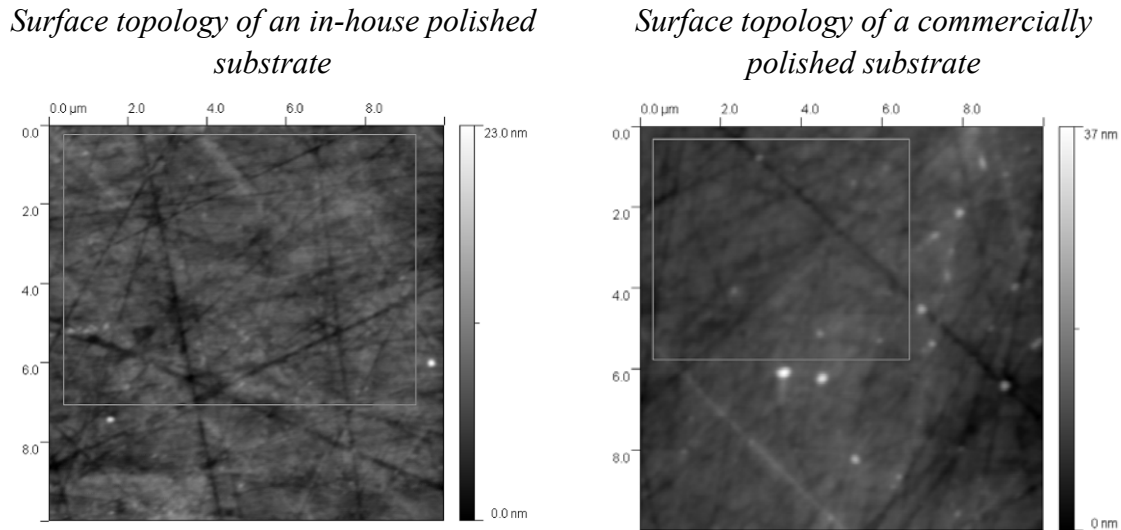 Surface topology of an in-house polished
substrate
0.0 µm 2.0 4.0 6.0 8.0
0.0
2.0
4.0
6.0
8.0
23.0 nm
0.0 nm
Surface topology of a commercially
polished substrate
0.0 µm 2.0 4.0 6.0 8.0
0.0
2.0
4.0
6.0
8.0
37 nm
0 nm